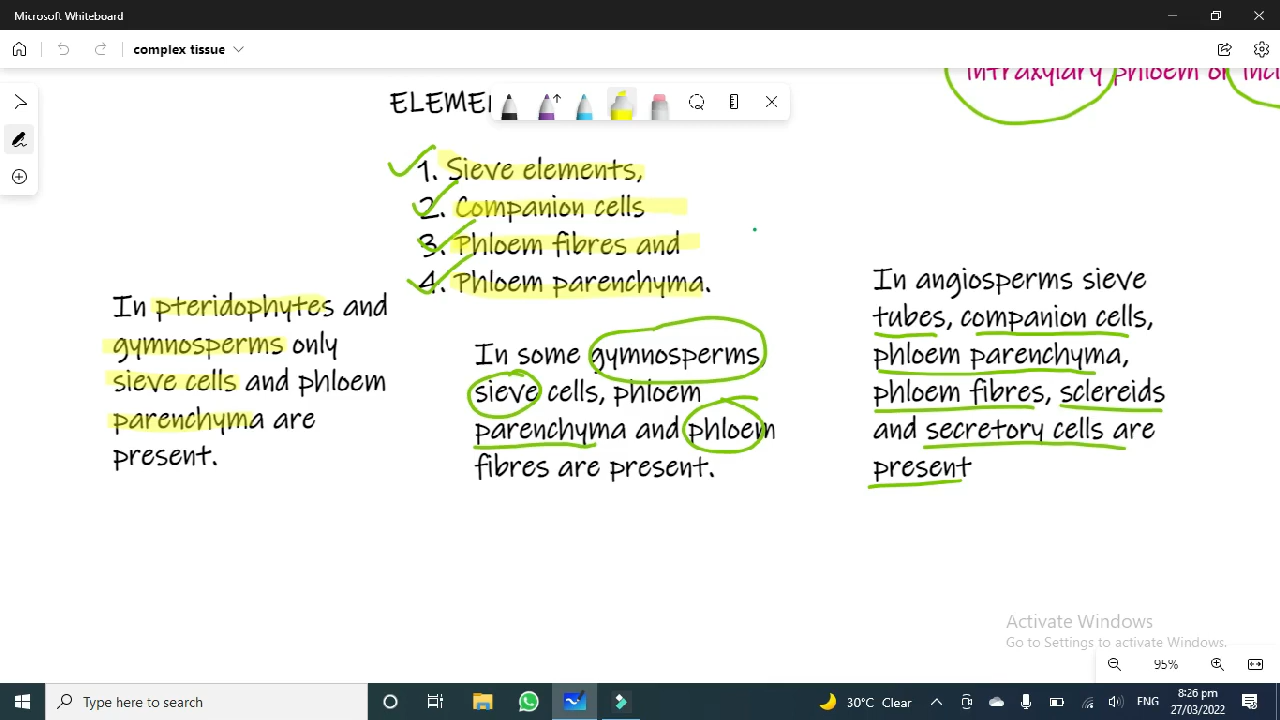 Microsoft Whiteboard
complex tissue
intraxylary phloem or incl
ELEMEN
1. Sieve elements,
2. Companion cells
3. Phloem fibres and
4. Phloem parenchyma.
In pteridophytes and
gymnosperms only
sieve cells and phloem
parenchyma are
present.
In some gymnosperms
sieve cells, phloem
parenchyma and phloem
fibres are present.
In angiosperms sieve
tubes, companion cells,
phloem parenchyma,
phloem fibres, sclereids
and secretory cells are
present
Activate Windows
Go to Settings to activate Windows.
95%
Type here to search
30°C Clear
ENG
8:26 pm
27/03/2022